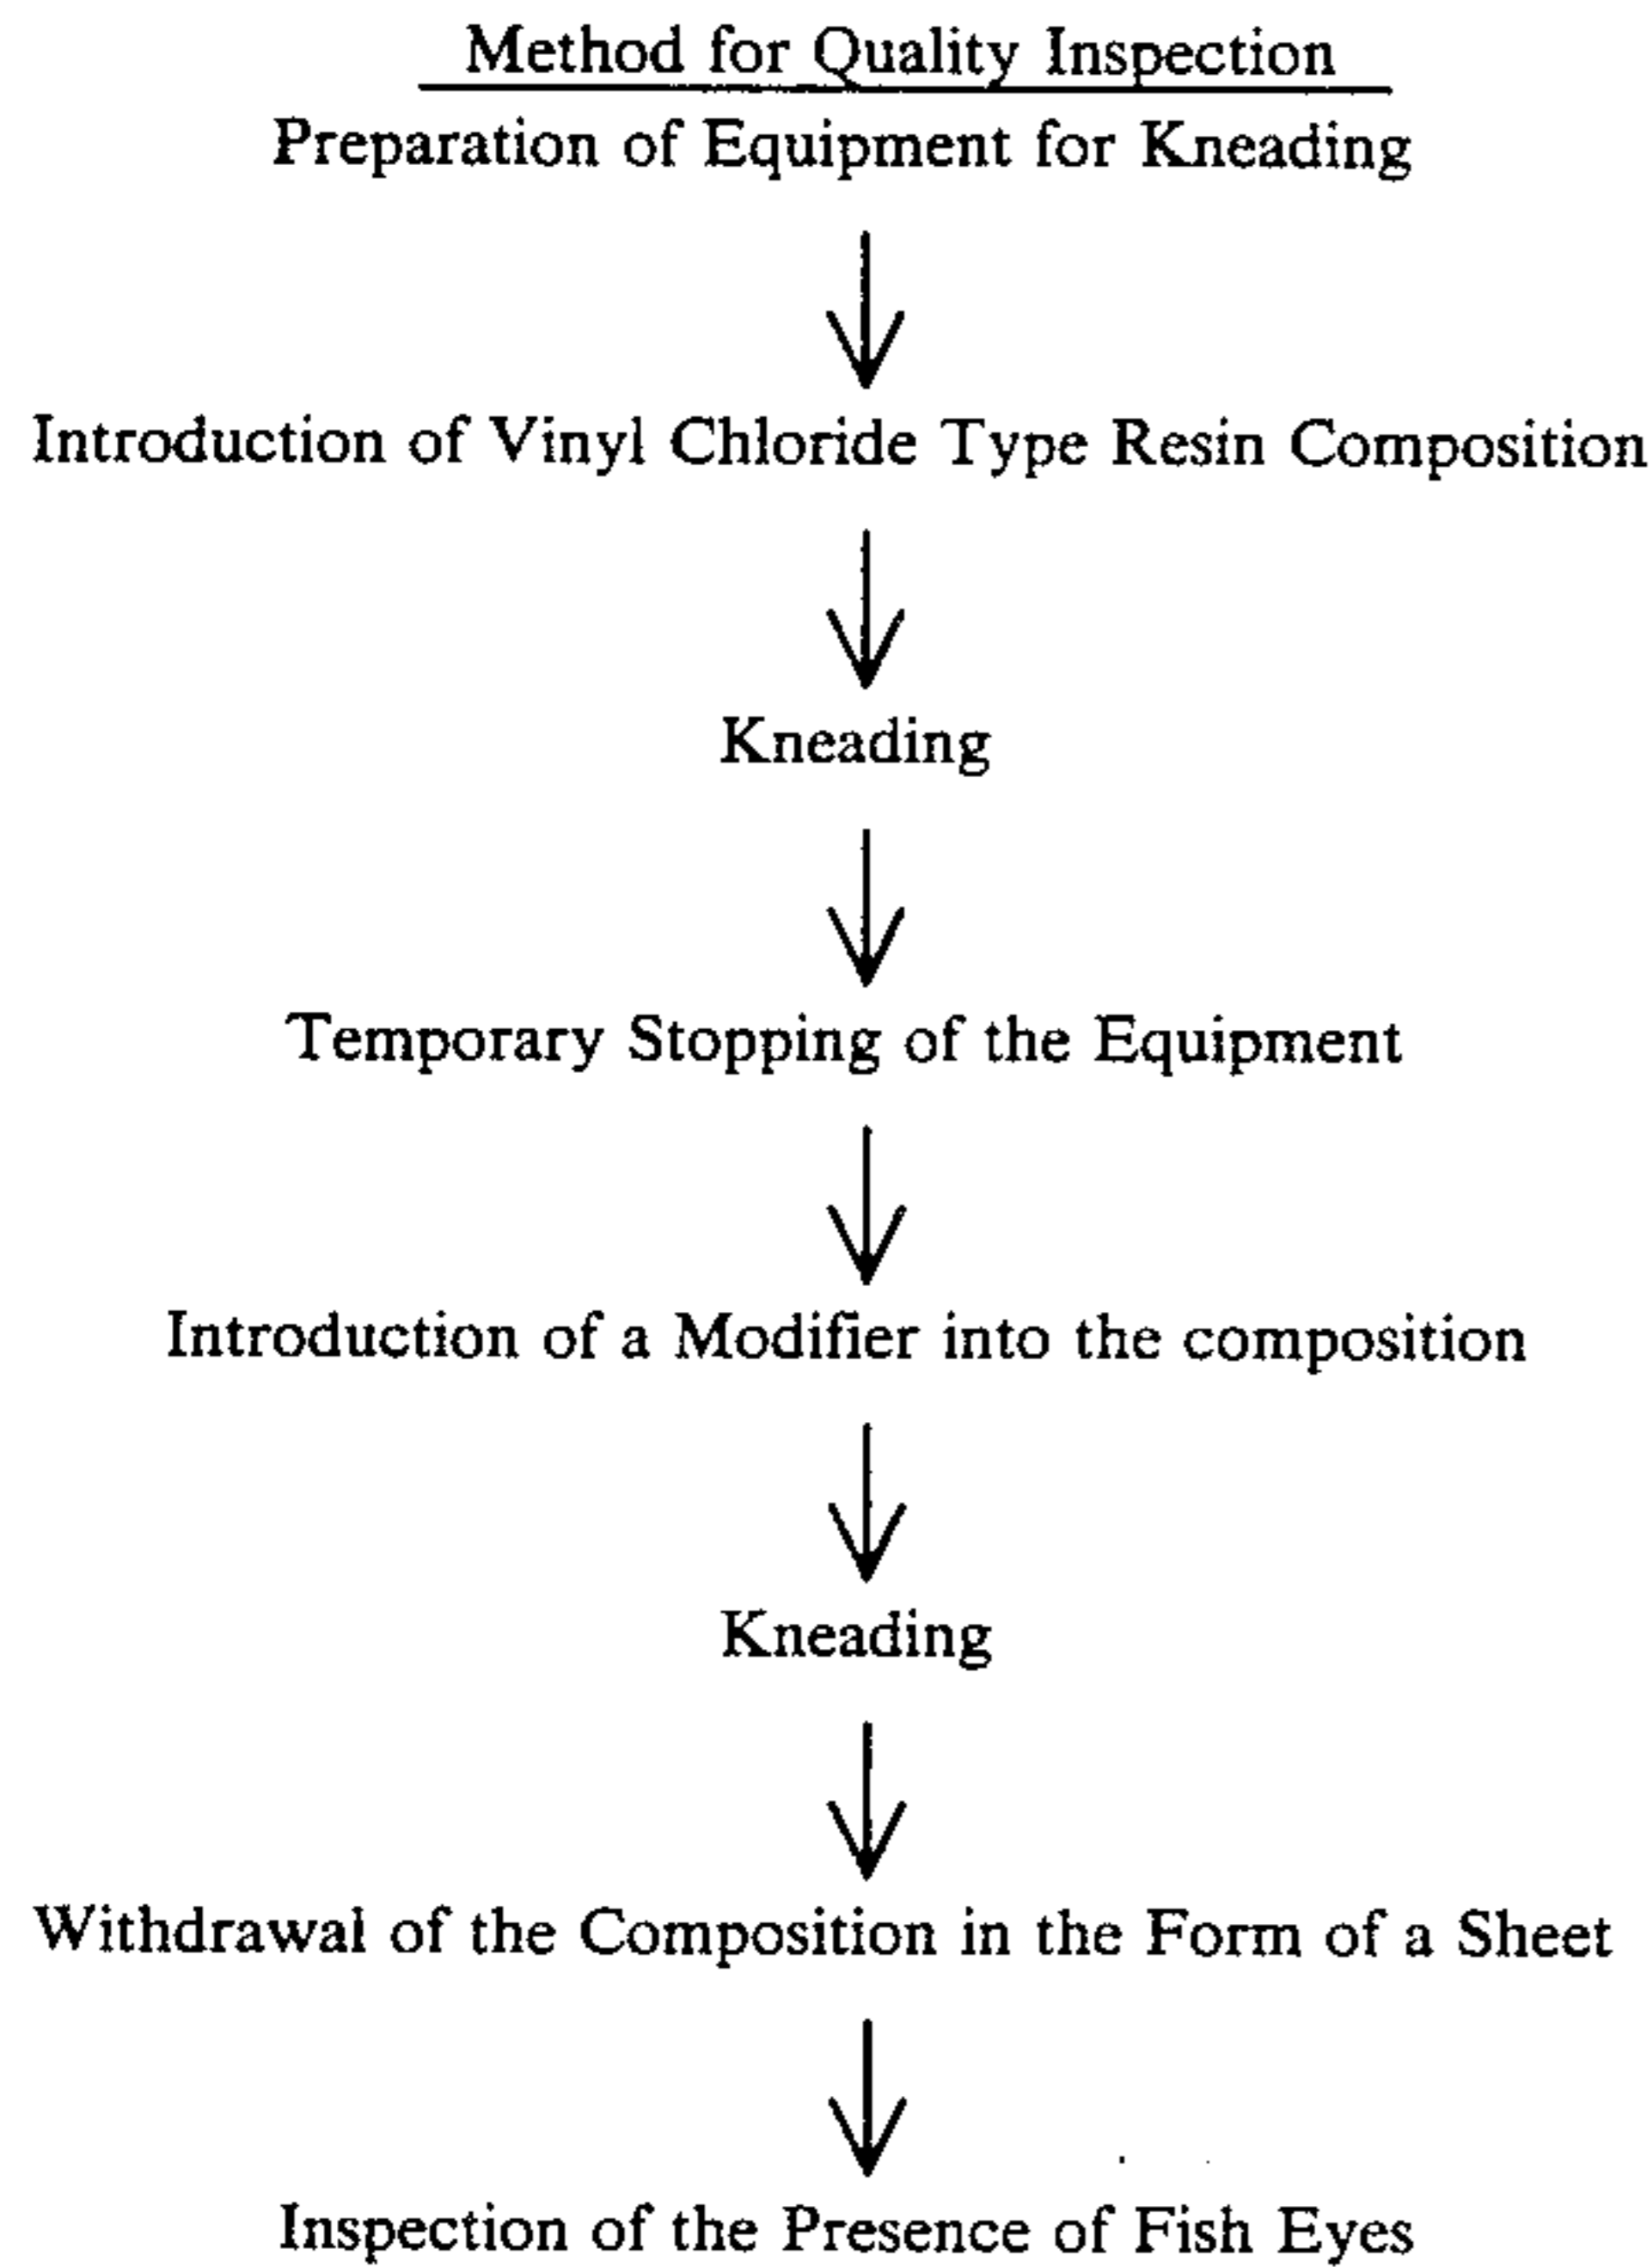 Method for Quality Inspection
Preparation of Equipment for Kneading
Introduction of Vinyl Chloride Type Resin Composition
Kneading
Temporary Stopping of the Equipment
Introduction of a Modifier into the composition
Kneading
Withdrawal of the Composition in the Form of a Sheet
Inspection of the Presence of Fish Eyes